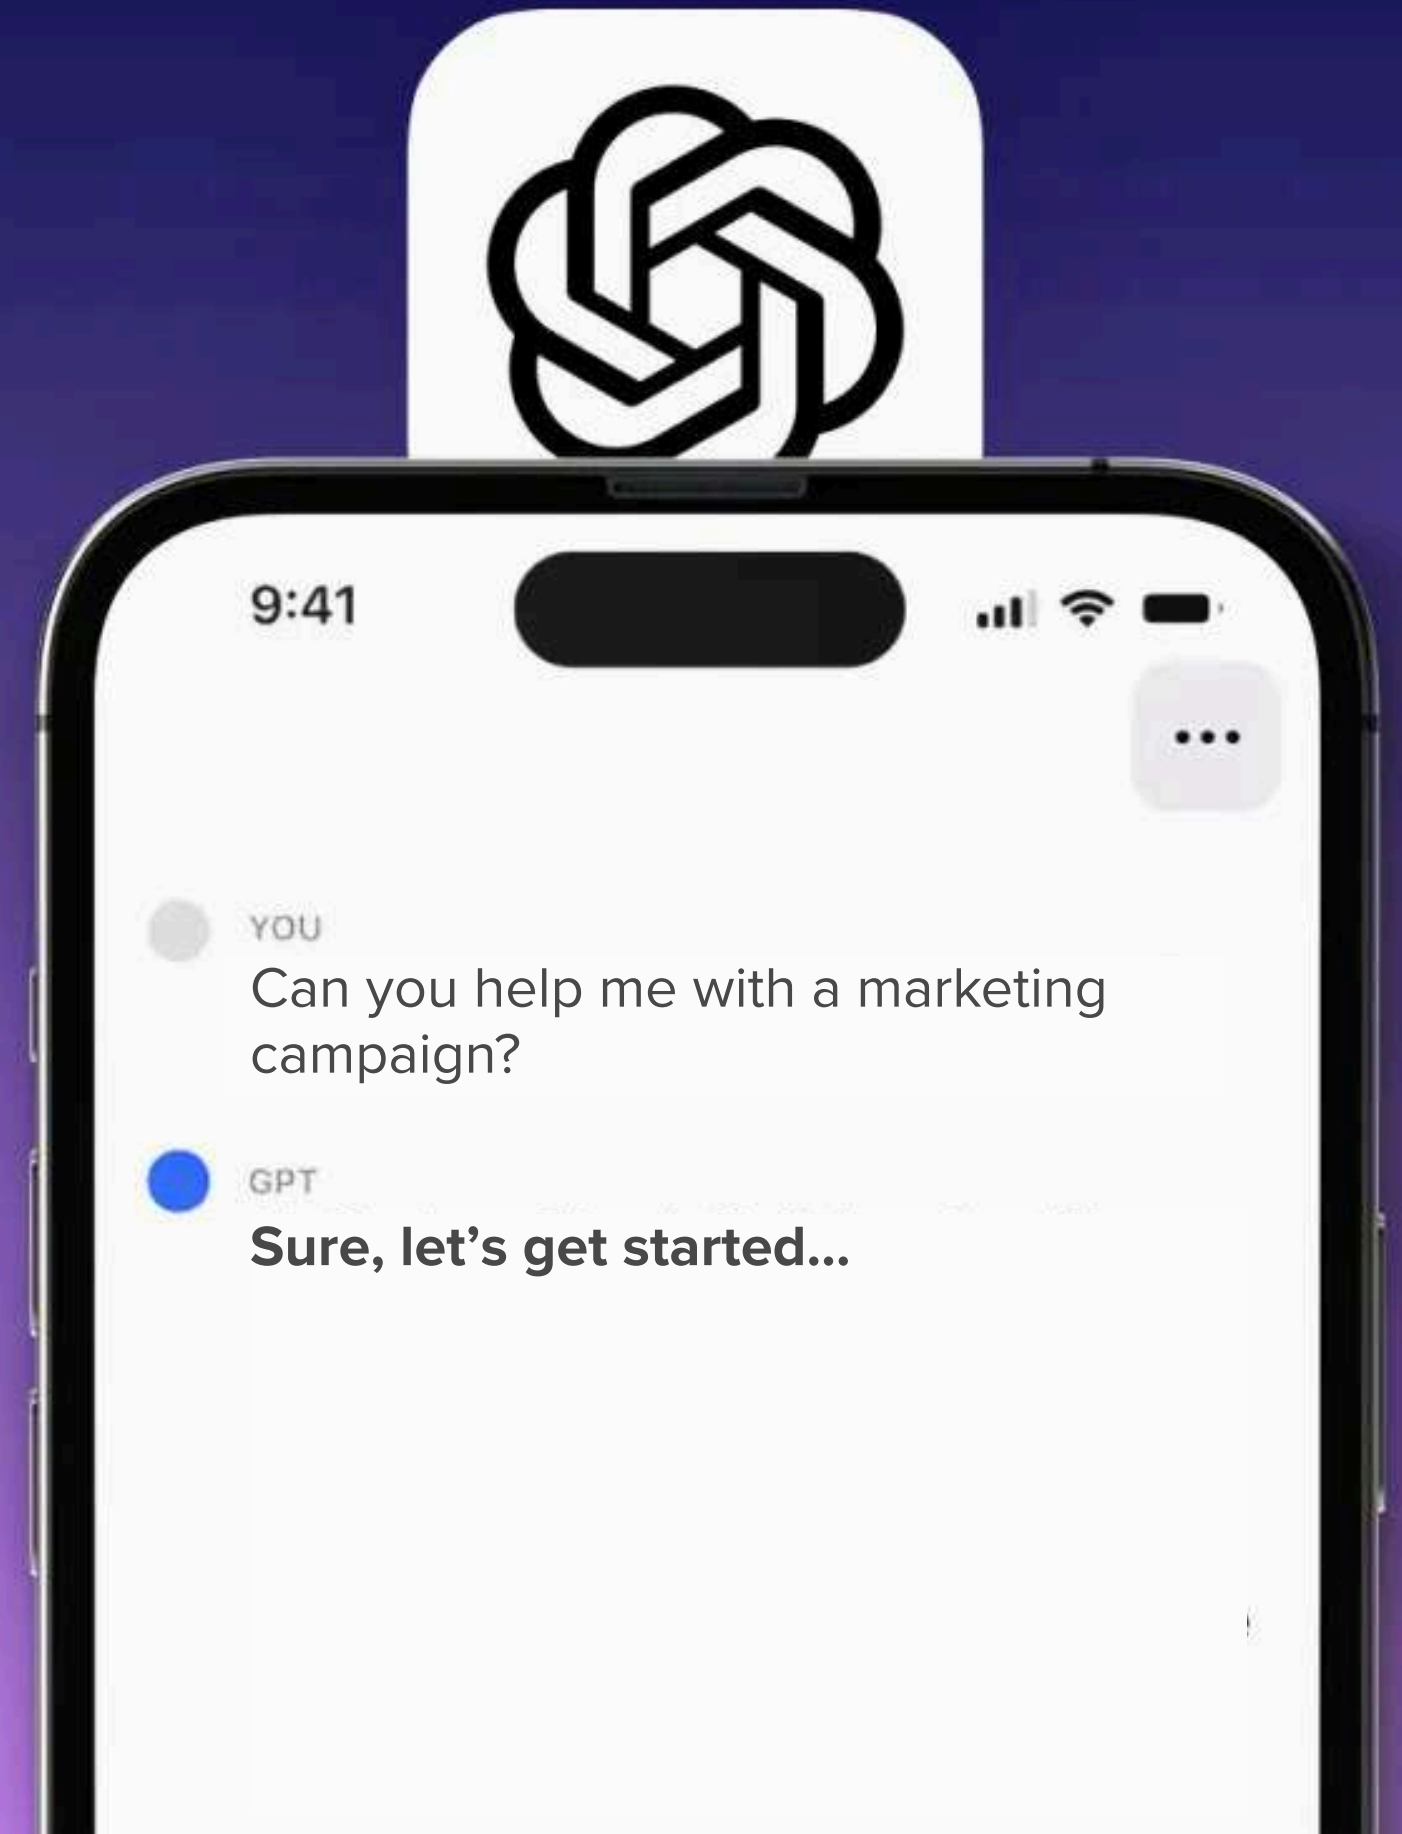 9:41
YOU
Can you help me with a marketing
campaign?
GPT
Sure, let’s get started...